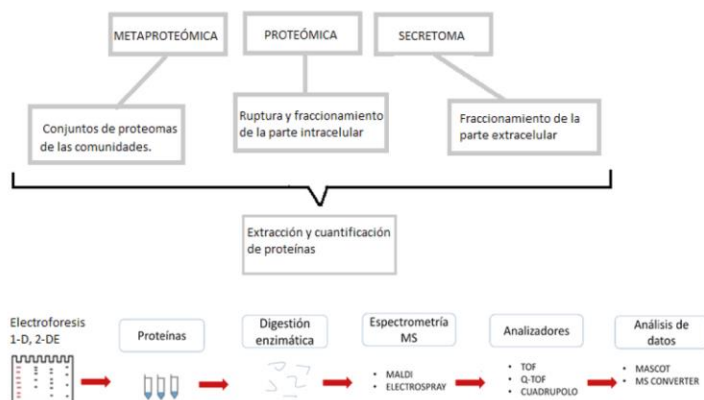 METAPROTEÓMICA
PROTEÓMICA
SECRETOMA
Conjuntos de proteomas
de las comunidades.
Ruptura y fraccionamiento
de la parte intracelular
Fraccionamiento de la
parte extracelular
Extracción y cuantificación
de proteínas
Electroforesis
1-D, 2-DE
Proteínas
Digestión
enzimática
Espectrometría
MS
• MALDI
• ELECTROSPRAY
Analizadores
• TOF
• Q-TOF
• CUADRUPOLO
Análisis de
datos
• MASCOT
• MS CONVERTER